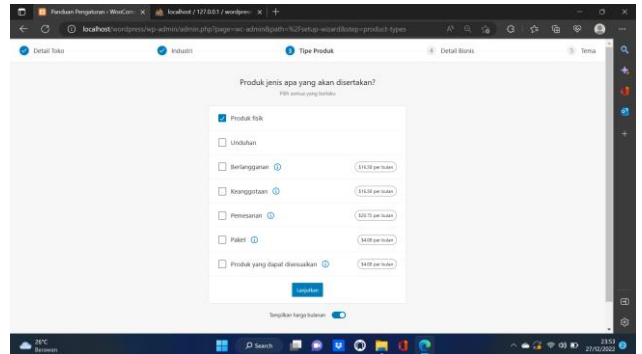 Panduan Pengaturan ‹ WooCom
localhost / 127.0.0.1 / wordpress
localhost/wordpress/wp-admin/admin.php?page=wc-admin&path=%2Fsetup-wizard&step=product-types
Detail Toko
Industri
3 Tipe Produk
4 Detail Bisnis
5 Tema
Produk jenis apa yang akan disertakan?
Pilih semua yang berlaku
Produk fisik
Unduhan
Berlangganan
$16.58 per bulan
Keanggotaan
$16.58 per bulan
Pemesanan
$20.75 per bulan
Paket
$4.08 per bulan
Produk yang dapat disesuaikan
$4.08 per bulan
Lanjutkan
Tampilkan harga bulanan
26°C
Berawan
Search
23:53
27/12/2022